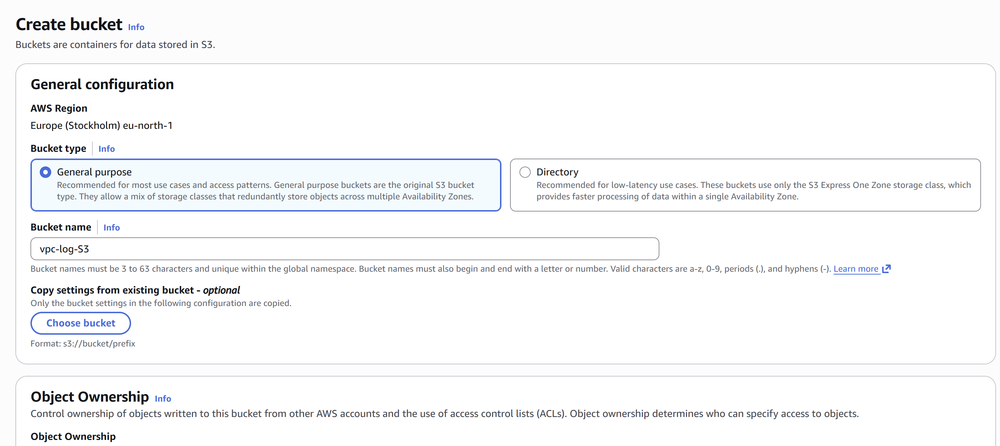 Create bucket Info
Buckets are containers for data stored in S3.
General configuration
AWS Region
Europe (Stockholm) eu-north-1
Bucket type Info
General purpose
Recommended for most use cases and access patterns. General purpose buckets are the original S3 bucket
type. They allow a mix of storage classes that redundantly store objects across multiple Availability Zones.
Directory
Recommended for low-latency use cases. These buckets use only the S3 Express One Zone storage class, which
provides faster processing of data within a single Availability Zone.
Bucket name Info
vpc-log-S3
Bucket names must be 3 to 63 characters and unique within the global namespace. Bucket names must also begin and end with a letter or number. Valid characters are a-z, 0-9, periods (.), and hyphens (-). Learn more
Copy settings from existing bucket - optional
Only the bucket settings in the following configuration are copied.
Choose bucket
Format: s3://bucket/prefix
Object Ownership Info
Control ownership of objects written to this bucket from other AWS accounts and the use of access control lists (ACLs). Object ownership determines who can specify access to objects.
Object Ownership